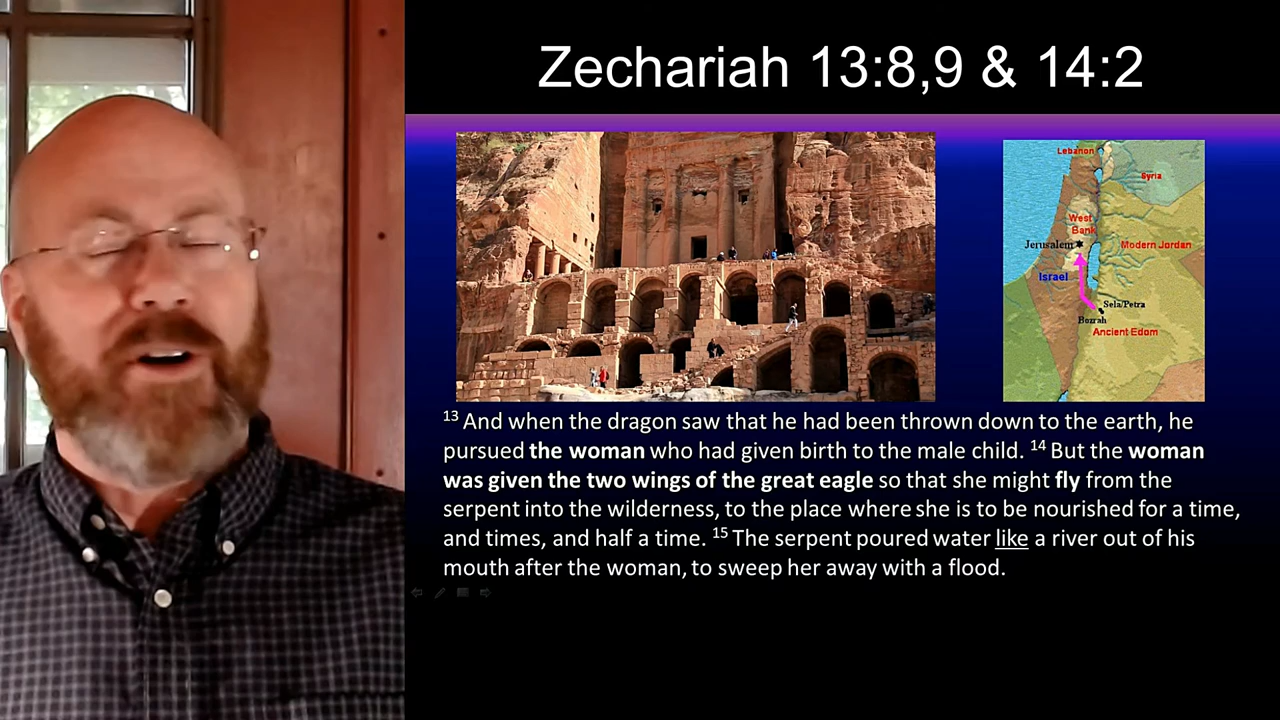 Zechariah 13:8,9 & 14:2
Lebanon
Syria
West
Bank
Jerusalem
Modern Jordan
Israel
Sela/Petra
Bozrah
Ancient Edom
13 And when the dragon saw that he had been thrown down to the earth, he
pursued the woman who had given birth to the male child. 14 But the woman
was given the two wings of the great eagle so that she might fly from the
serpent into the wilderness, to the place where she is to be nourished for a time,
and times, and half a time. 15 The serpent poured water like a river out of his
mouth after the woman, to sweep her away with a flood.